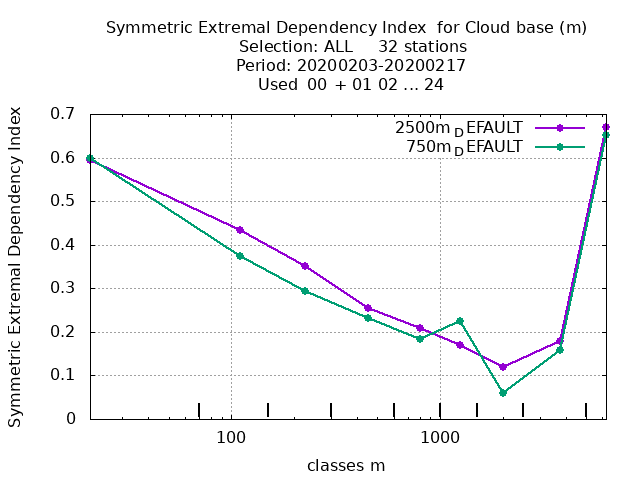 Symmetric Extremal Dependency Index for Cloud base (m)
Selection: ALL 32 stations
Period: 20200203-20200217
Used 00 + 01 02 ... 24
Symmetric Extremal Dependency Index
0.7
0.6
0.5
0.4
0.3
0.2
0.1
0
2500m_DEFAULT
750m_DEFAULT
100 1000
classes m